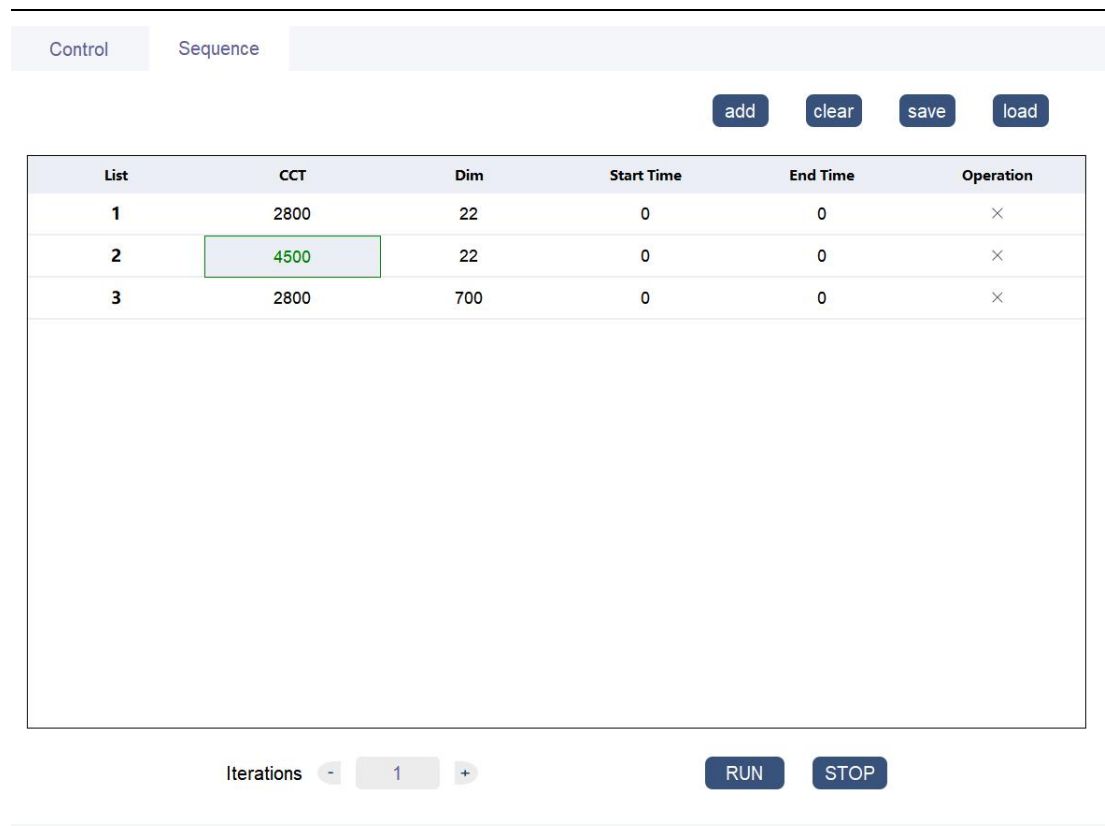 Control Sequence
add clear save load
List CCT Dim Start Time End Time Operation
1 2800 22 0 0 ×
2 4500 22 0 0 ×
3 2800 700 0 0 ×
Iterations - 1 + RUN STOP